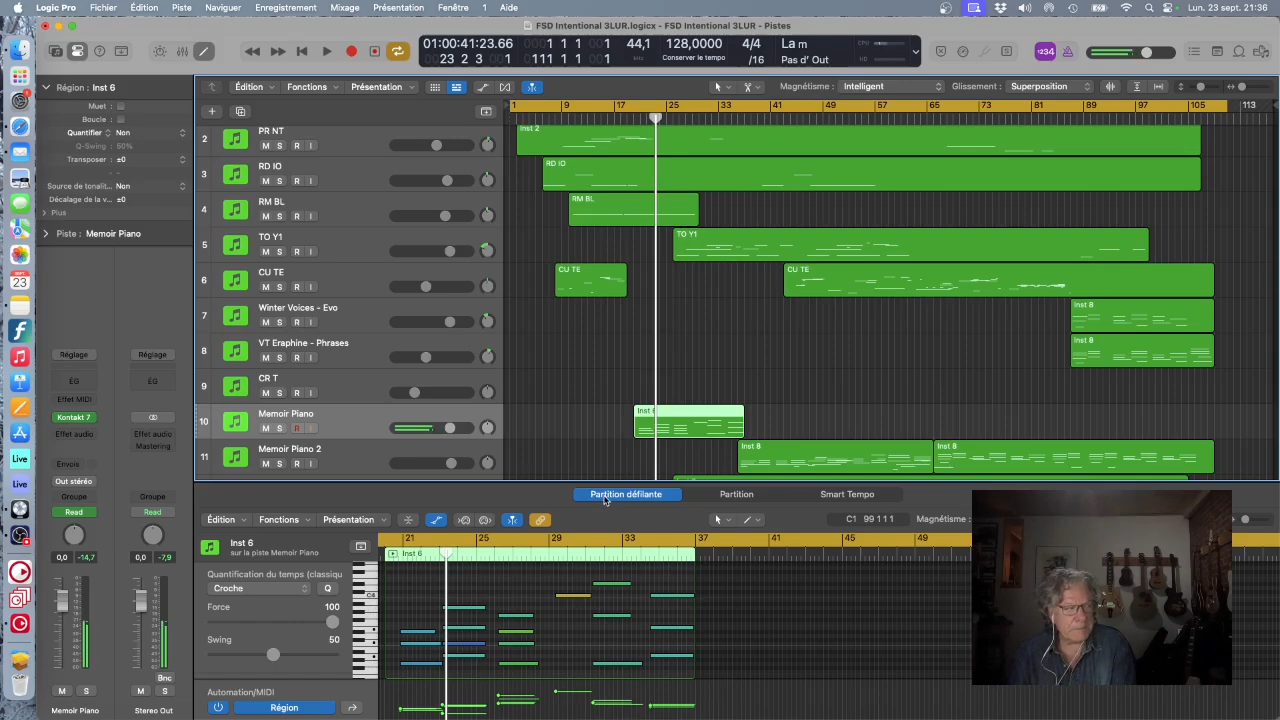 Logic Pro Fichier Édition Piste Naviguer Enregistrer Mixage Présentation Fenêtre 1 Aide Lun. 23 sept. 21:36
FSD Intentional 3LUR.logicx - FSD Intentional 3LUR - Pistes
01:00:41:23.66
23 2 3 1
1 1 1
1
44,1
128,0000
Conserver le tempo
4/4
/16
La m
Pas d' Out
CPU
1234
Région : Inst 6
Muet :
Boucle :
Quantifier Non
Q-Swing : 50%
Transposer : ±0
Source de tonalit... Non
Décalage de la v... ±0
Plus
Piste : Memoir Piano
Édition Fonctions Présentation
Magnétisme : Intelligent
Glissement : Superposition
1 9 17 25 33 41 49 57 65 73 81 89 97 105 113
2 PR NT
M S R I
Inst 2
3 RD IO
M S R I
RD IO
4 RM BL
M S R I
RM BL
5 TO Y1
M S R I
TO Y1
6 CU TE
M S R I
CU TE
CU TE
7 Winter Voices - Evo
M S R I
Inst 8
8 VT Eraphine - Phrases
M S R I
Inst 8
9 CR T
M S R I
10 Memoir Piano
M S R I
Inst 6
11 Memoir Piano 2
M S R I
Inst 8
Inst 8
Réglage Réglage
ÉG ÉG
Effet MIDI
Kontakt 7
Effet audio Effet audio
Mastering
Envois
Out stéréo
Groupe Groupe
Read Read
0,0 -14,7 0,0 -7,9
Bnc
M S M S
Memoir Piano Stereo Out
SEPT.
23
Live
Live
Partition défilante Partition Smart Tempo
Édition Fonctions Présentation
C1 99 1 1 1
Magnétisme :
21 25 29 33 37 41 45 49
Inst 6
sur la piste Memoir Piano
Inst 6
Quantification du temps (classiqu
Croche Q
Force 100
Swing 50
Automation/MIDI
Région